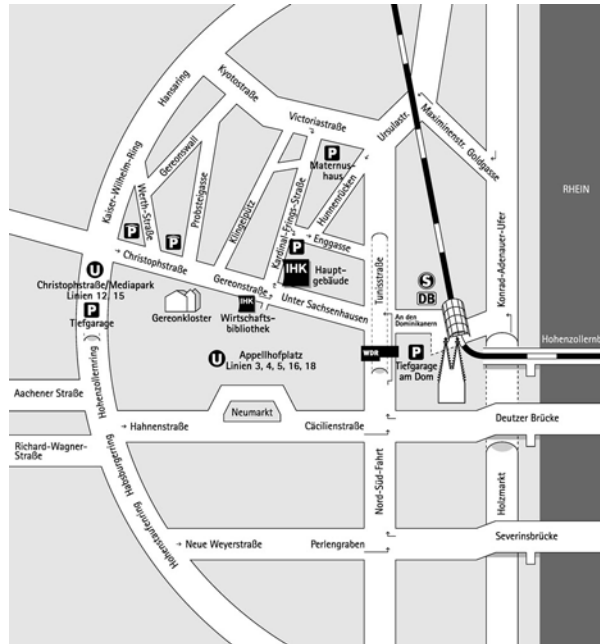 Hansaring
Kyotostraße
Victoriastraße
Ursulastr.
Maximinenstr.
Goldgasse
Kaiser-Wilhelm-Ring
Werth-Straße
Gereonswall
Probsteigasse
Klingelpütz
Kardinal-Frings-Straße
Hunnenrücken
P
Maternus-
haus
RHEIN
P
P
P
Enggasse
Christophstraße
Gereonstraße
IHK
Haupt-
gebäude
Unter Sachsenhausen
Tunisstraße
S
DB
Konrad-Adenauer-Ufer
U
Christophstraße/Mediapark
Linien 12, 15
P
Tiefgarage
Gereonkloster
IHK
Wirtschafts-
bibliothek
An den
Dominikanern
WDR
P
Tiefgarage
am Dom
Hohenzollernb
U
Appellhofplatz
Linien 3, 4, 5, 16, 18
Hohenzollernring
Aachener Straße
Neumarkt
Hahnenstraße
Cäcilienstraße
Deutzer Brücke
Richard-Wagner-
Straße
Habsburgerring
Hohenstaufenring
Nord-Süd-Fahrt
Holzmarkt
Neue Weyerstraße
Perlengraben
Severinsbrücke